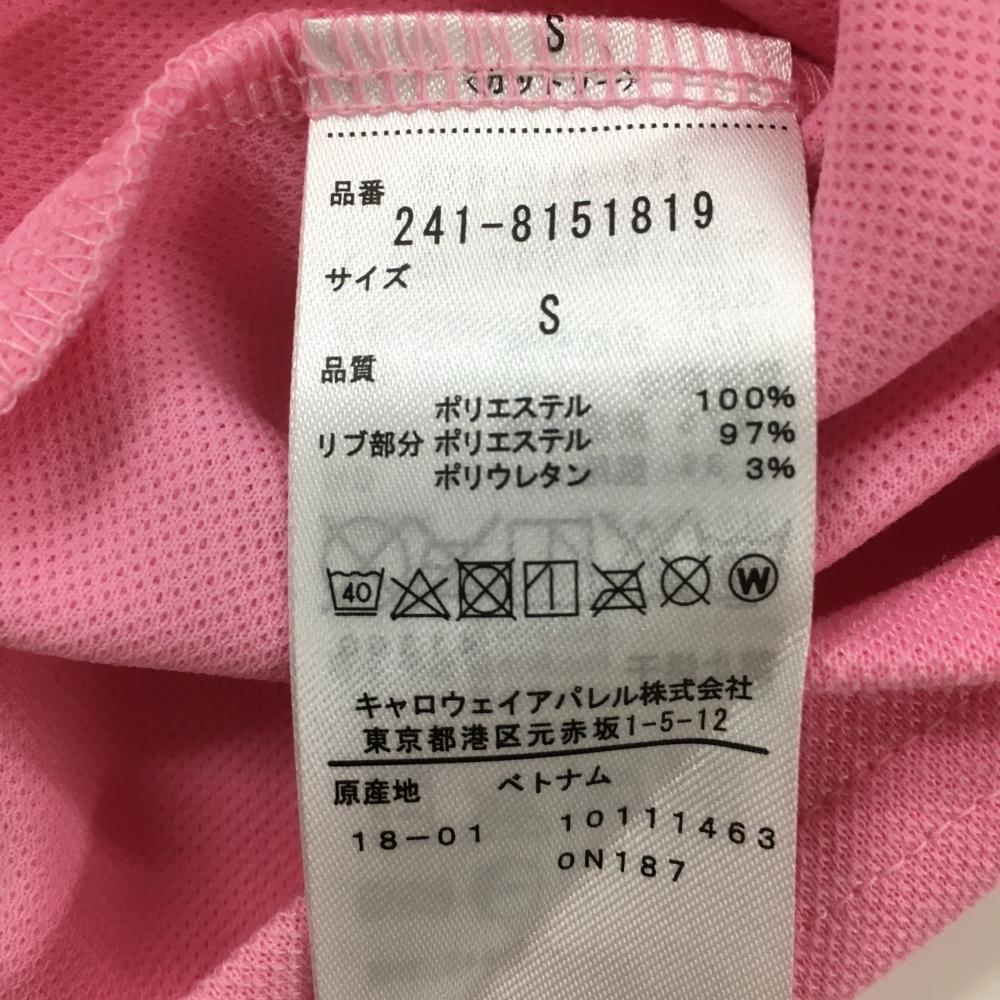 S
品番
241-8151819
サイズ
S
品質
ポリエステル 100%
リブ部分 ポリエステル 97%
ポリウレタン 3%
40
W
キャロウェイアパレル株式会社
東京都港区元赤坂1-5-12
原産地 ベトナム
18-01 10111463
0N187